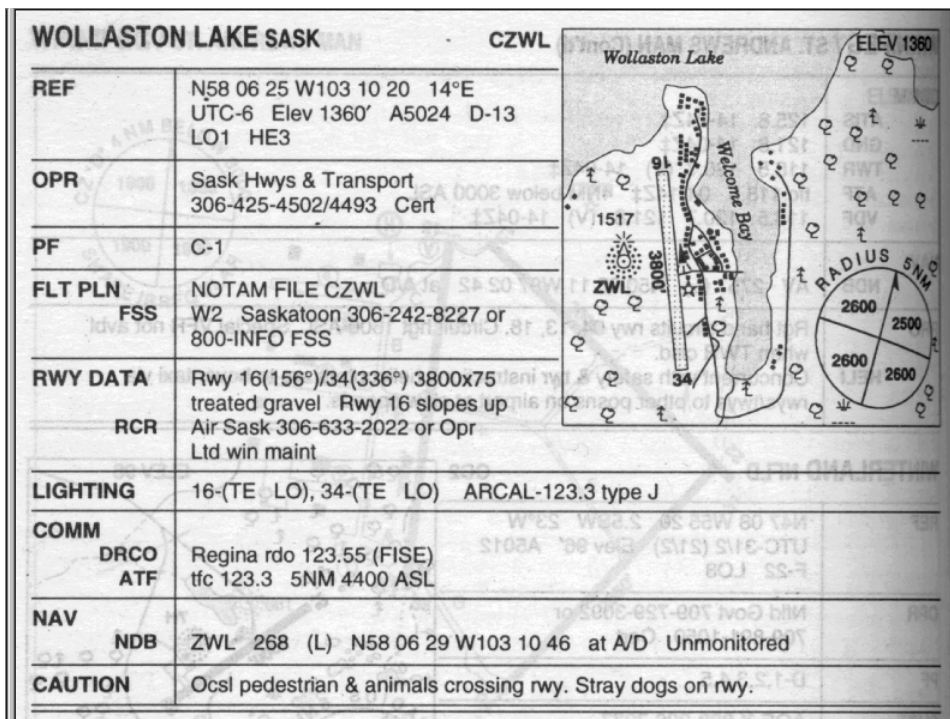 WOLLASTON LAKE SASK CZWL
REF N58 06 25 W103 10 20 14°E
UTC-6 Elev 1360′ A5024 D-13
LO1 HE3
OPR Sask Hwys & Transport
306-425-4502/4493 Cert
PF C-1
FLT PLN NOTAM FILE CZWL
FSS W2 Saskatoon 306-242-8227 or
800-INFO FSS
RWY DATA Rwy 16(156°)/34(336°) 3800x75
treated gravel Rwy 16 slopes up
RCR Air Sask 306-633-2022 or Opr
Ltd win maint
LIGHTING 16-(TE LO), 34-(TE LO) ARCAL-123.3 type J
COMM
DRCO Regina rdo 123.55 (FISE)
ATF tfc 123.3 5NM 4400 ASL
NAV
NDB ZWL 268 (L) N58 06 29 W103 10 46 at A/D Unmonitored
CAUTION Ocsl pedestrian & animals crossing rwy. Stray dogs on rwy.
ELEV 1360
Wollaston Lake
Welcome Bay
16
1517
3800
ZWL
34
RADIUS 5NM
2600
2500
2600
2600